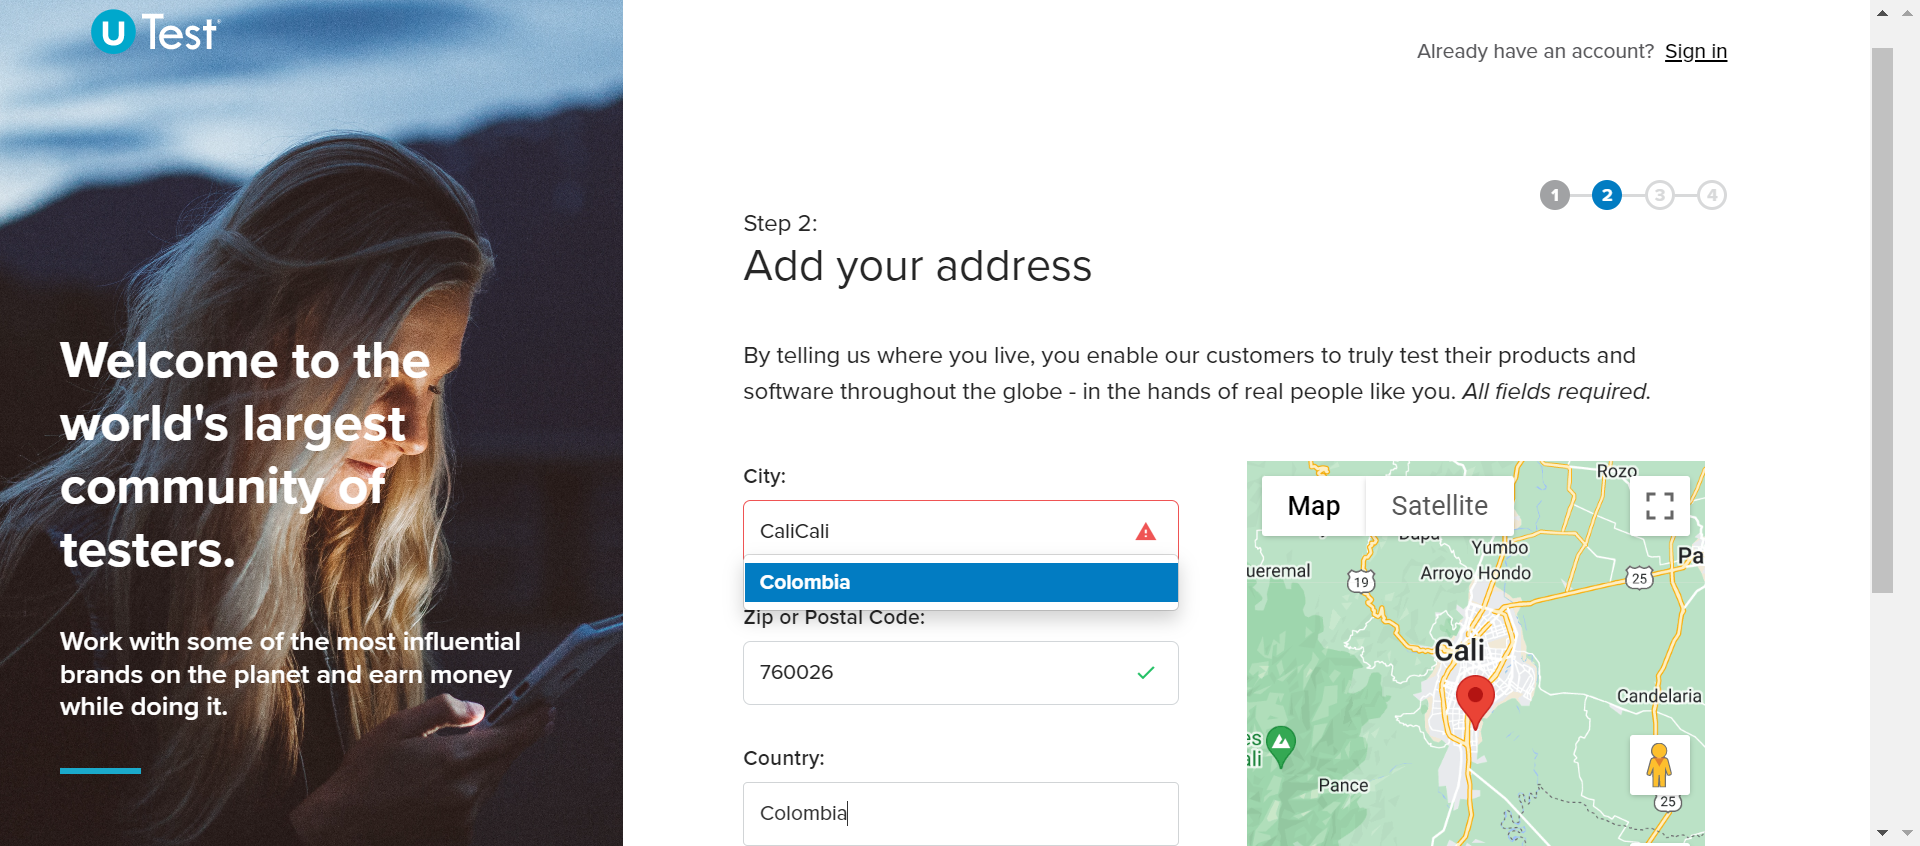 U Test
Already have an account? Sign in
1 2 3 4
Step 2:
Add your address
Welcome to the
world's largest
community of
testers.
Work with some of the most influential
brands on the planet and earn money
while doing it.
By telling us where you live, you enable our customers to truly test their products and
software throughout the globe - in the hands of real people like you. All fields required.
City:
CaliCali
Colombia
Zip or Postal Code:
760026
Country:
Colombia
Map Satellite
Rozo
Yumbo
Pa
ueremal
19
Arroyo Hondo
25
Cali
Candelaria
es
ali
Pance
25